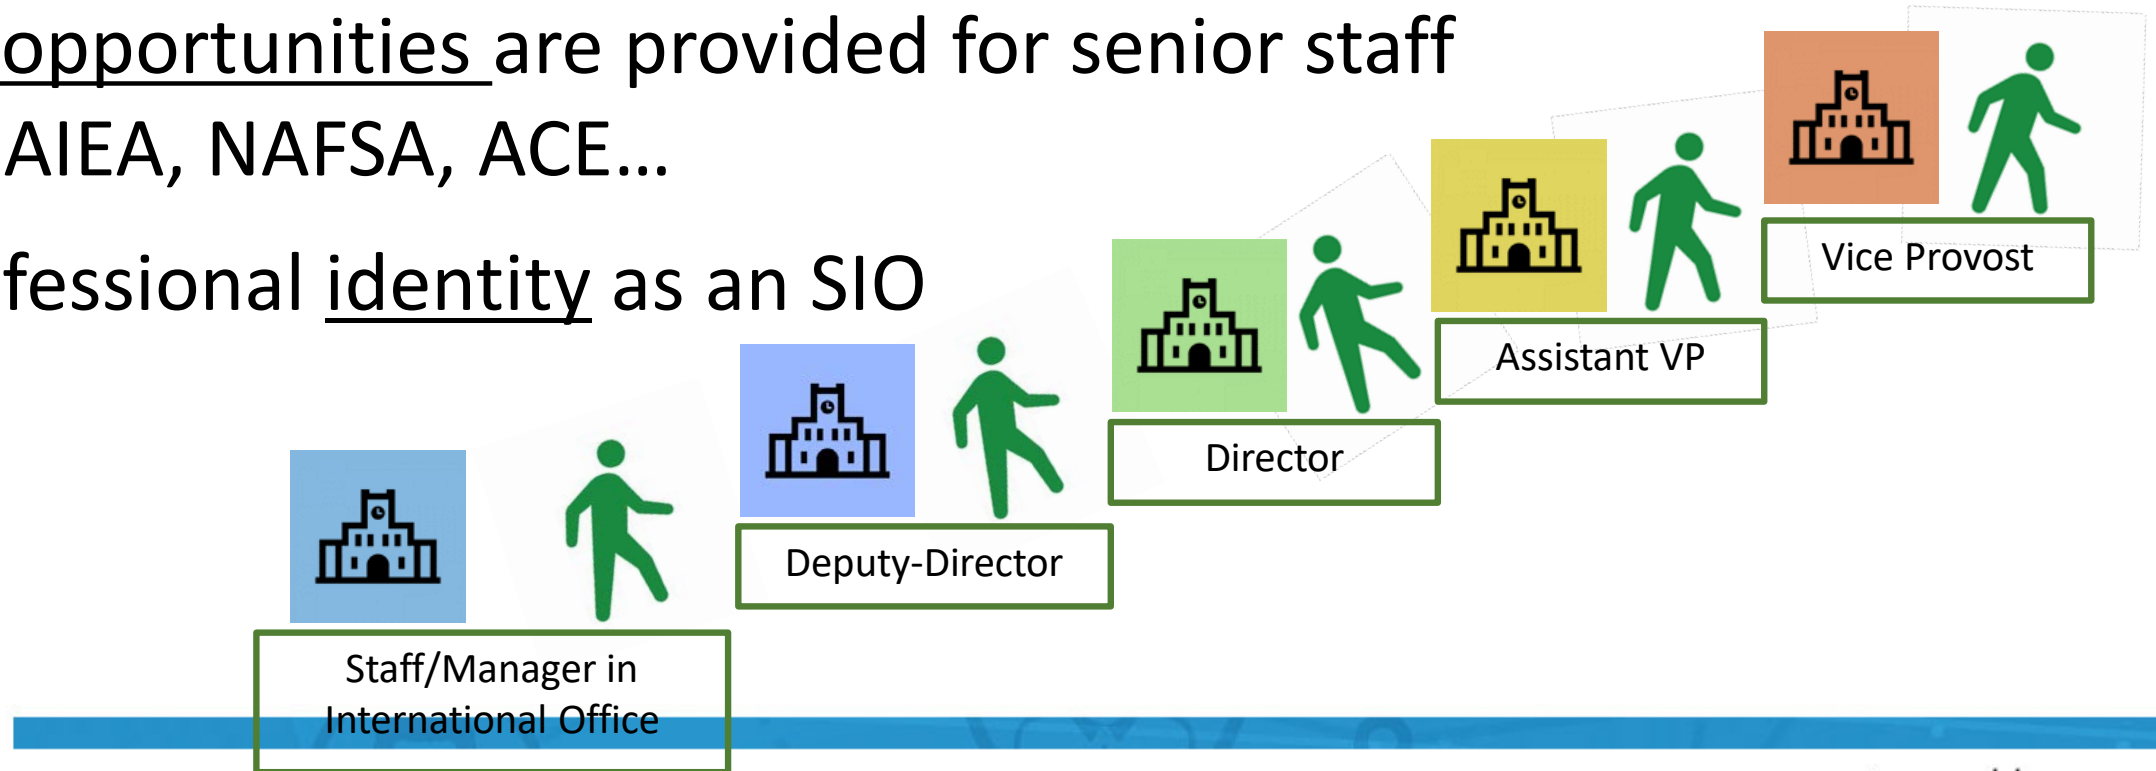 opportunities are provided for senior staff
AIEA, NAFSA, ACE…
fessional identity as an SIO
Vice Provost
Assistant VP
Director
Deputy-Director
Staff/Manager in
International Office